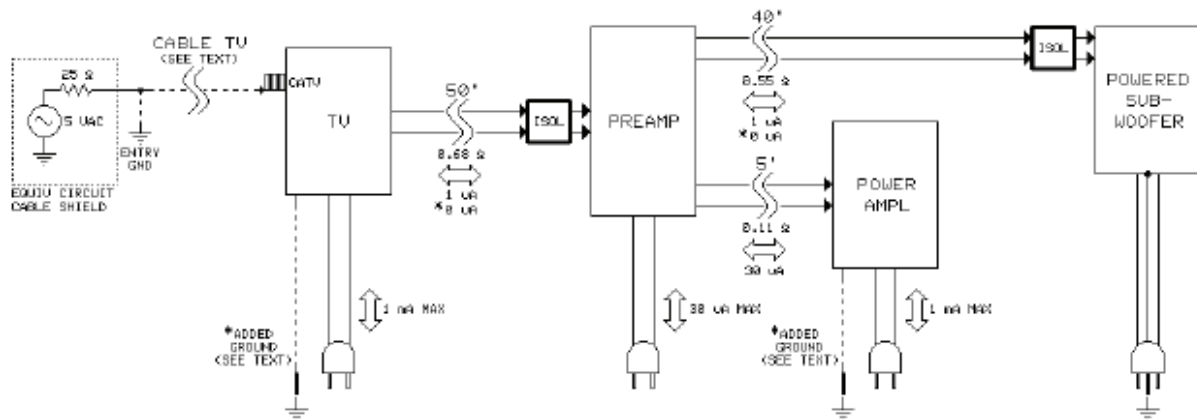 40'
CABLE TV
(SEE TEXT)
ISOL
25 Ω
CATV
POWERED
SUB-
WOOFER
5 VAC
50'
0.55 Ω
TV
ISOL
PREAMP
1 uA
*0 uA
ENTRY
GND
0.68 Ω
5'
POWER
AMPL
EQUIV CIRCUIT
CABLE SHIELD
1 uA
*0 uA
0.11 Ω
30 uA
1 mA MAX
30 uA MAX
1 mA MAX
*ADDED
GROUND
(SEE TEXT)
*ADDED
GROUND
(SEE TEXT)